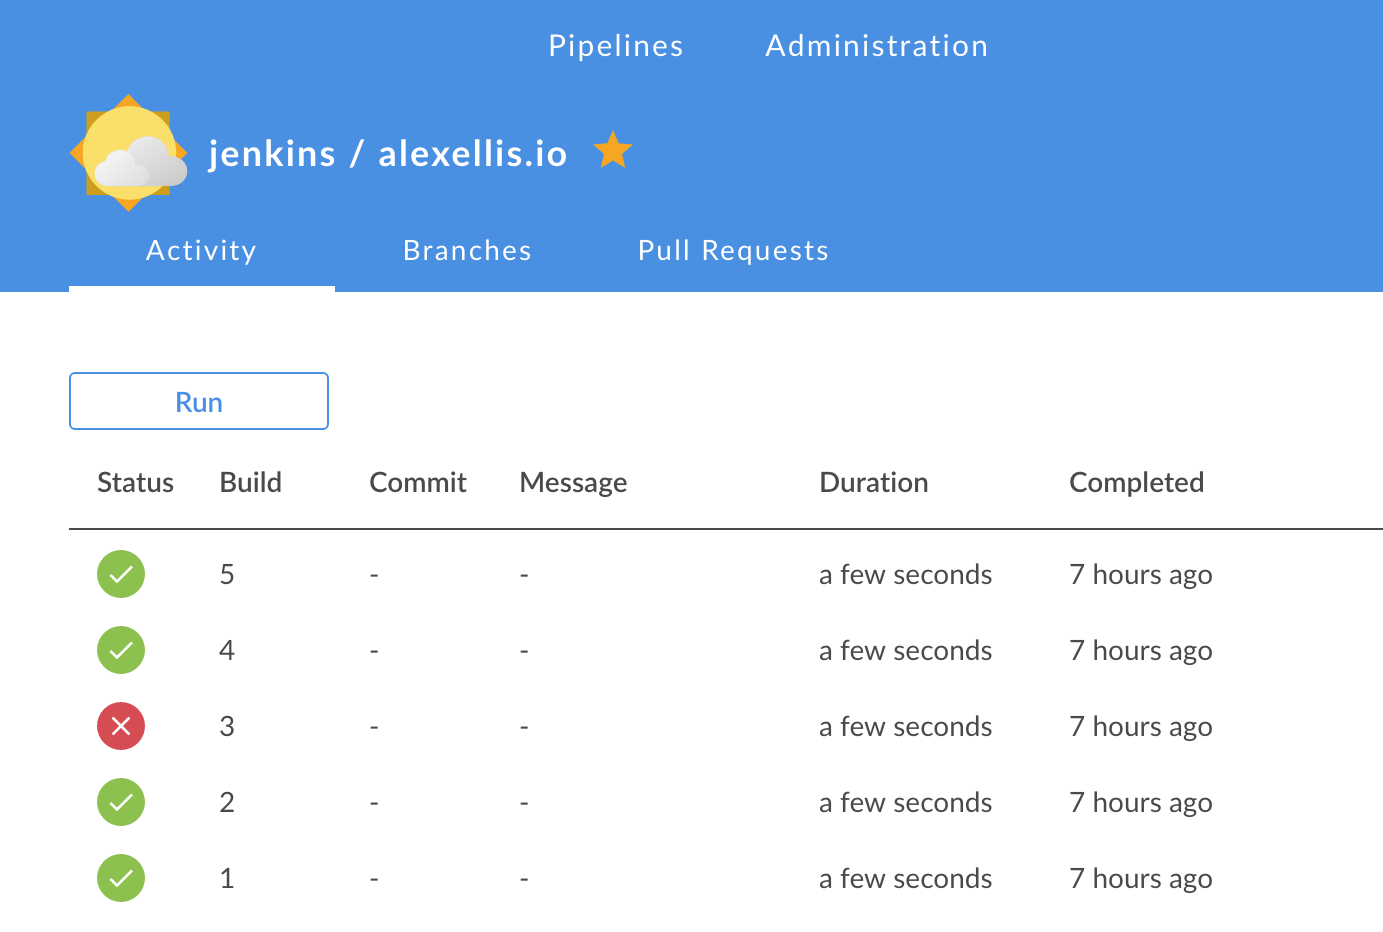 Pipelines Administration
jenkins / alexellis.io
Activity Branches Pull Requests
Run
Status Build Commit Message Duration Completed
5 - - a few seconds 7 hours ago
4 - - a few seconds 7 hours ago
3 - - a few seconds 7 hours ago
2 - - a few seconds 7 hours ago
1 - - a few seconds 7 hours ago